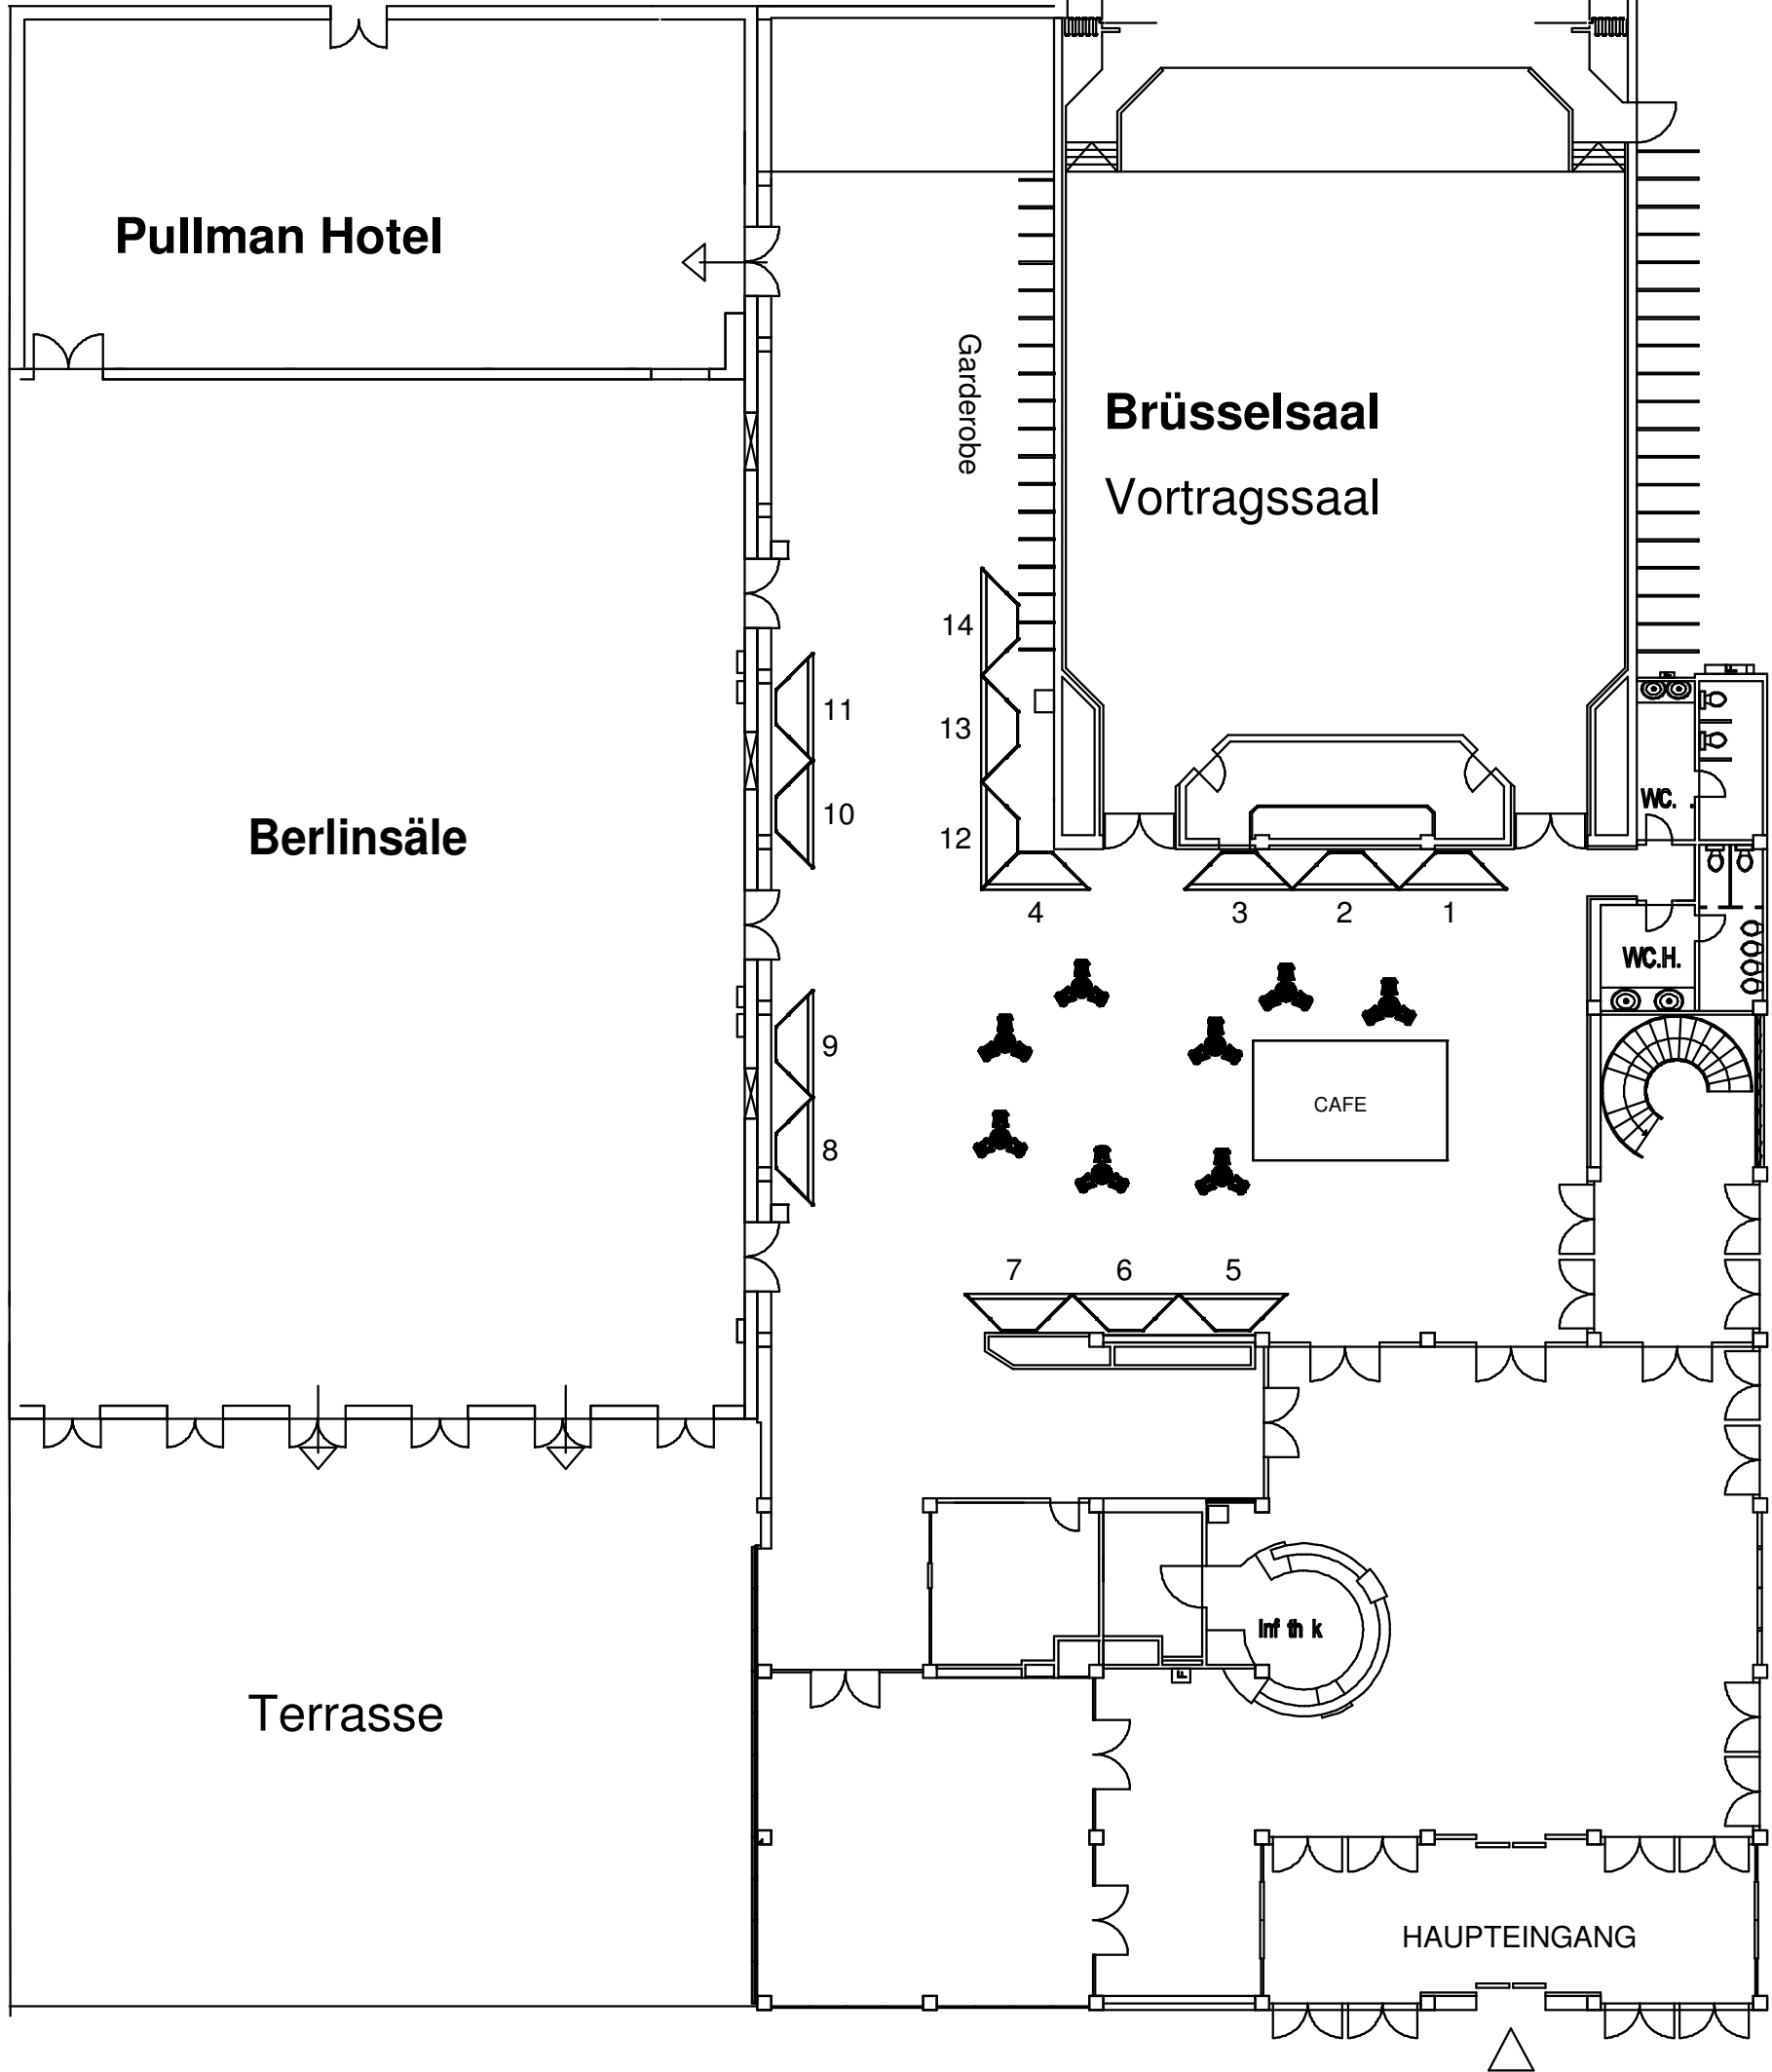 Pullman Hotel
Garderobe
Brüsselsaal
Vortragssaal
14
11
13
WC.
10
Berlinsäle
12
4
3
2
1
WC.H.
9
CAFE
8
7
6
5
Terrasse
HAUPTEINGANG